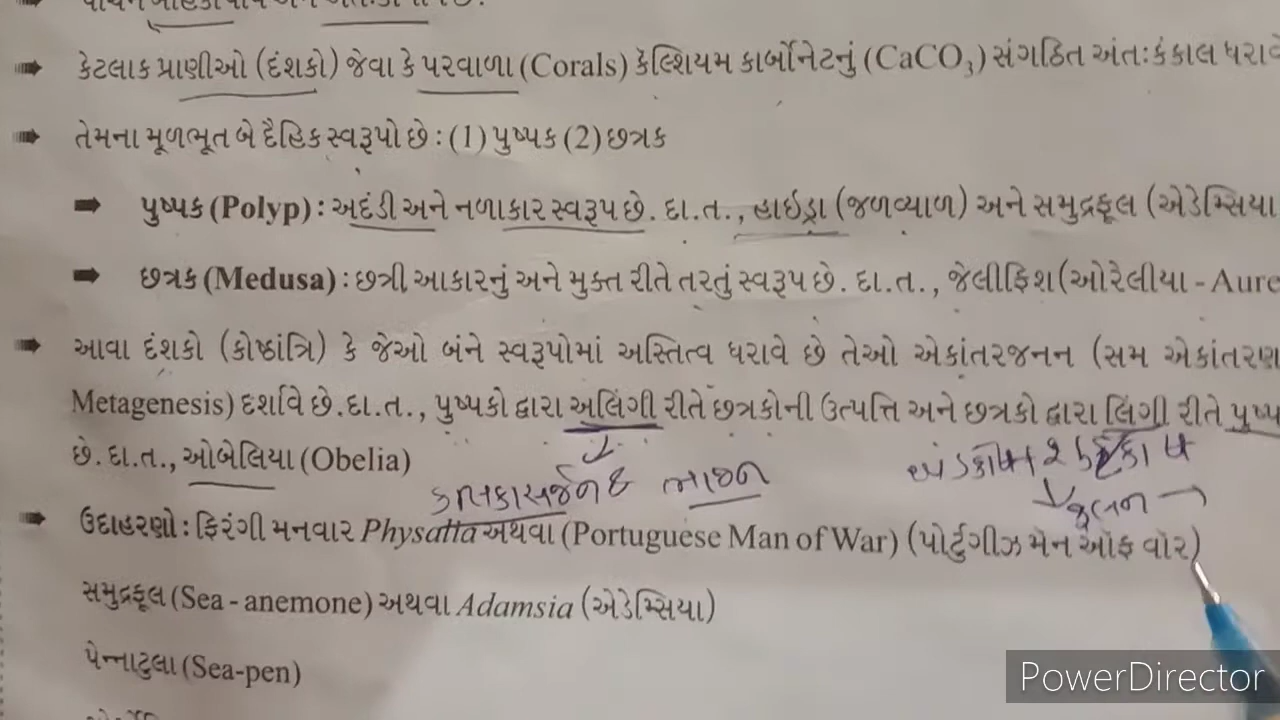 કેટલાક પ્રાણીઓ (દંશકો) જેવા કે પરવાળા (Corals) કૅલ્શિયમ કાર્બોનેટનું (CaCO₃) સંગઠિત અંતઃકંકાલ ધરાવે
તેમના મૂળભૂત બે દૈહિક સ્વરૂપો છે : (1) પુષ્પક (2) છત્રક
પુષ્પક (Polyp) : અદંડી અને નળાકાર સ્વરૂપ છે. દા.ત., હાઇડ્રા (જળવ્યાળ) અને સમુદ્રફૂલ (એડેમ્સિયા
છત્રક (Medusa) : છત્રી આકારનું અને મુક્ત રીતે તરતું સ્વરૂપ છે. દા.ત., જેલીફિશ (ઓરેલીયા - Aure
આવા દંશકો (કોષ્ઠાંત્રિ) કે જેઓ બંને સ્વરૂપોમાં અસ્તિત્વ ધરાવે છે તેઓ એકાંતરજનન (સમ એકાંતરણ
Metagenesis) દર્શાવે છે. દા.ત., પુષ્પકો દ્વારા અલિંગી રીતે છત્રકોની ઉત્પત્તિ અને છત્રકો દ્વારા લિંગી રીતે પુષ્પ
છે. દા.ત., ઓબેલિયા (Obelia)
ભાજન
ઉદાહરણો : ફિરંગી મનવાર Physalia અથવા (Portuguese Man of War) (પોર્ટુગીઝ મૅન ઑફ વૉર)
સમુદ્રફૂલ (Sea - anemone) અથવા Adamsia (એડેમ્સિયા)
પેન્નાટુલા (Sea-pen)
PowerDirector